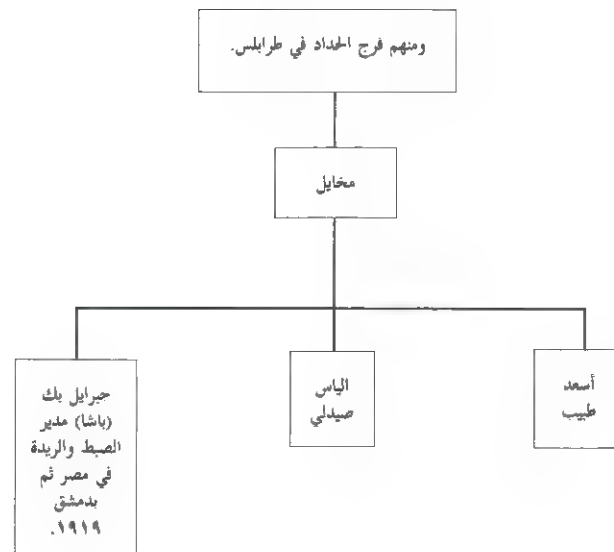 ومنهم فرج الحداد في طرابلس.
مخايل
أسعد
طبيب
الياس
صيدلي
جبرايل بك
(باشا) مدير
الضبط والربدة
في مصر ثم
بدمشق
١٩١٩.